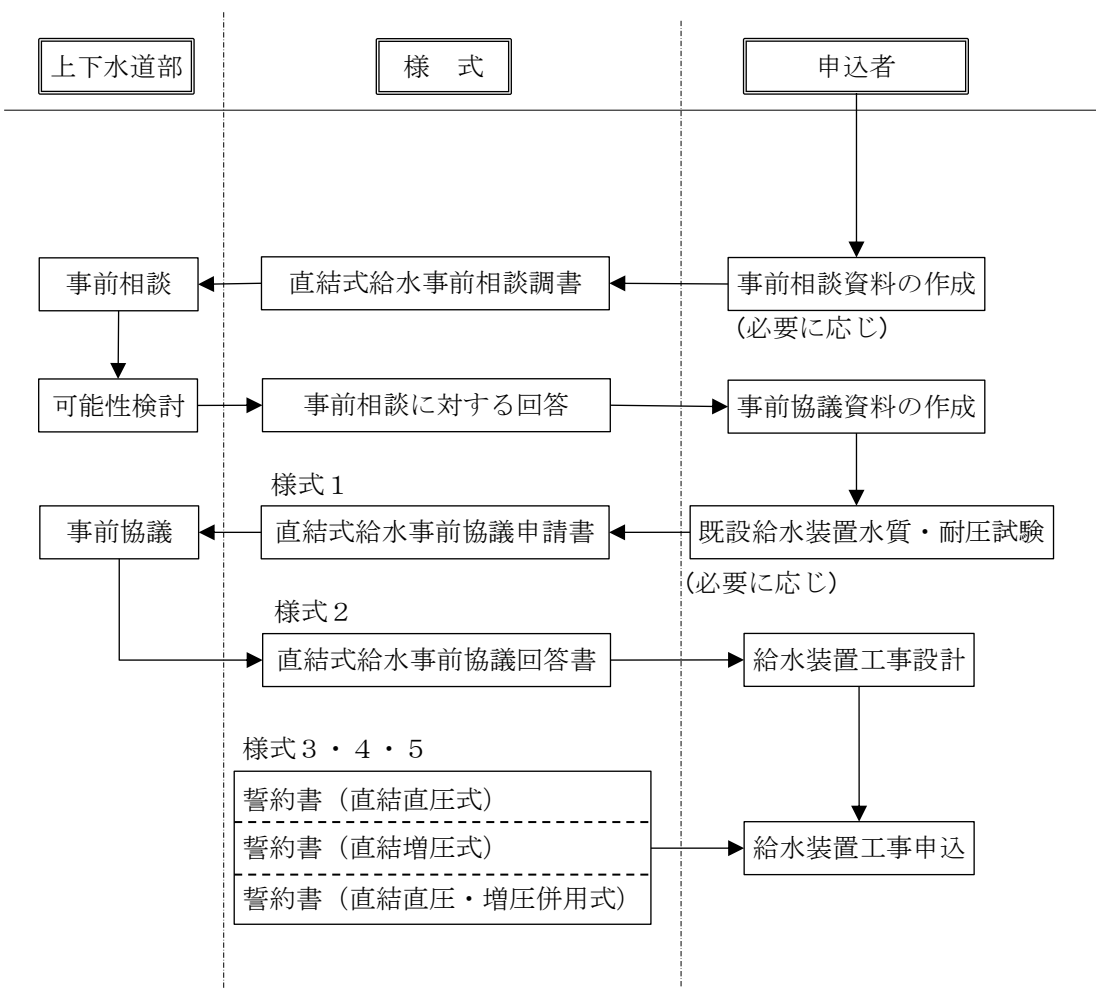 上下水道部
様　式
申込者
事前相談
直結式給水事前相談調書
事前相談資料の作成
（必要に応じ）
可能性検討
事前相談に対する回答
事前協議資料の作成
様式１
事前協議
直結式給水事前協議申請書
既設給水装置水質・耐圧試験
（必要に応じ）
様式２
直結式給水事前協議回答書
給水装置工事設計
様式３・４・５
誓約書（直結直圧式）
誓約書（直結増圧式）
給水装置工事申込
誓約書（直結直圧・増圧併用式）